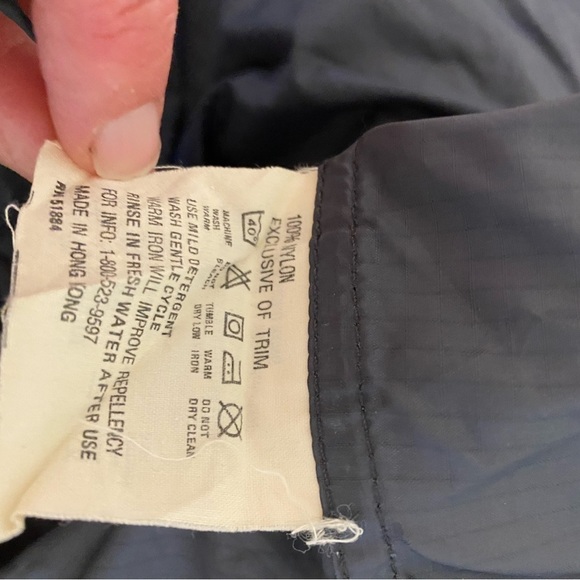 100% NYLON
EXCLUSIVE OF TRIM
40°
MACHINE WASH WARM
TUMBLE DRY LOW
WARM IRON
DO NOT DRY CLEAN
USE MILD DETERGENT
WASH GENTLE CYCLE
WARM IRON WILL IMPROVE REPELLENCY
RINSE IN FRESH WATER AFTER USE
FOR INFO: 1-800-523-9597
MADE IN HONG KONG
51884